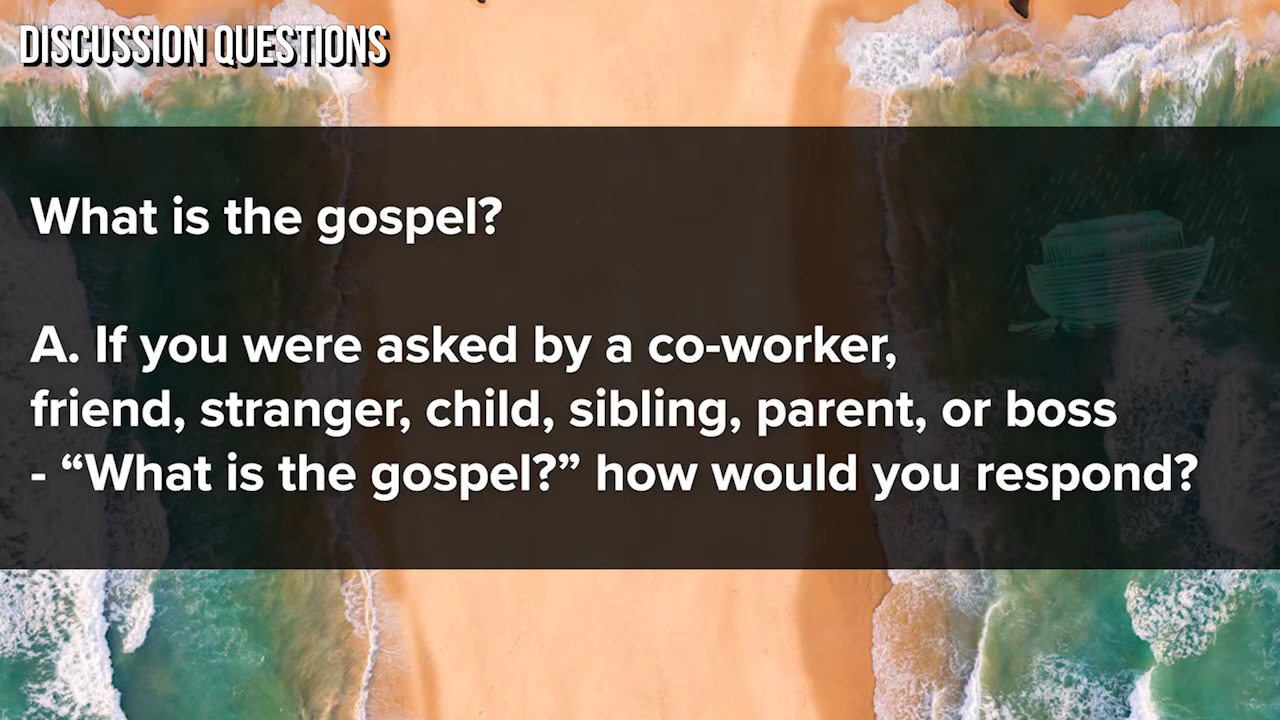 DISCUSSION QUESTIONS
What is the gospel?
A. If you were asked by a co-worker,
friend, stranger, child, sibling, parent, or boss
- “What is the gospel?” how would you respond?